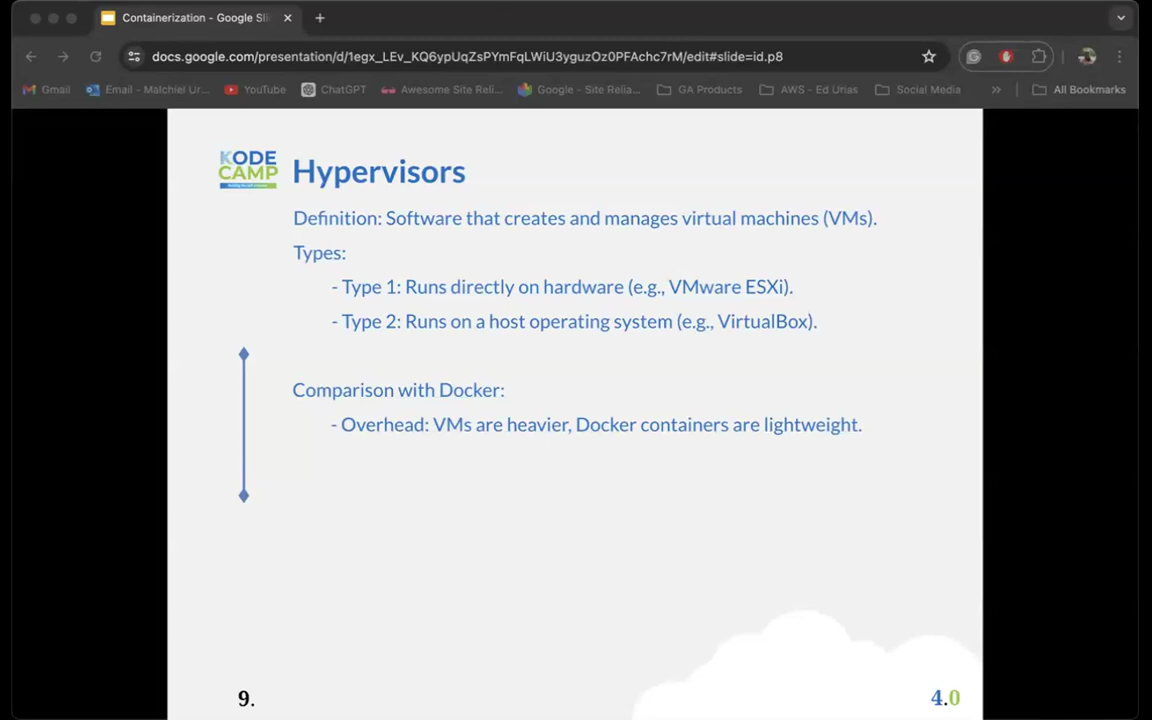 Containerization - Google Sli
docs.google.com/presentation/d/1egx_LEv_KQ6ypUqZsPYmFqLWiU3yguzOz0PFAchc7rM/edit#slide=id.p8
Gmail
Email - Malchiel Ur...
YouTube
ChatGPT
Awesome Site Reli...
Google - Site Relia...
GA Products
AWS - Ed Urias
Social Media
»
All Bookmarks
KODE
CAMP
Hypervisors
Definition: Software that creates and manages virtual machines (VMs).
Types:
- Type 1: Runs directly on hardware (e.g., VMware ESXi).
- Type 2: Runs on a host operating system (e.g., VirtualBox).
Comparison with Docker:
- Overhead: VMs are heavier, Docker containers are lightweight.
9.
4.0